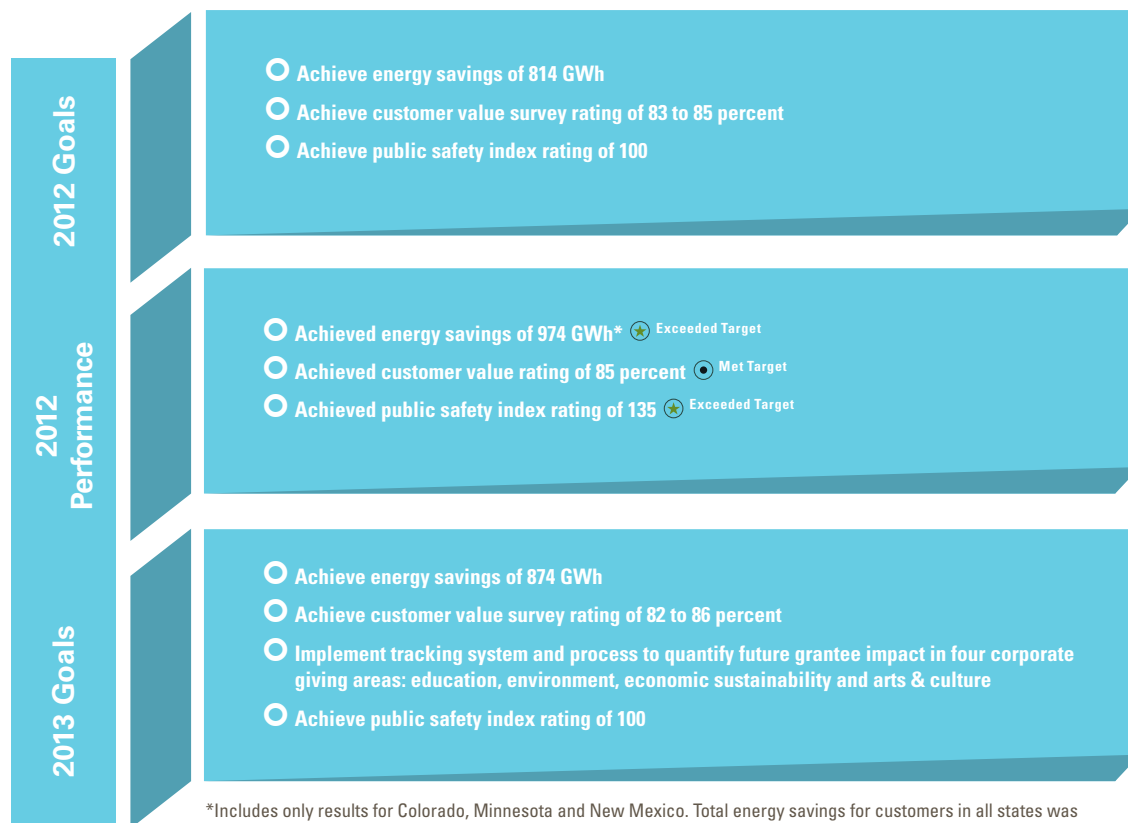 2012 Goals
Achieve energy savings of 814 GWh
Achieve customer value survey rating of 83 to 85 percent
Achieve public safety index rating of 100
2012
Performance
Achieved energy savings of 974 GWh* Exceeded Target
Achieved customer value rating of 85 percent Met Target
Achieved public safety index rating of 135 Exceeded Target
2013 Goals
Achieve energy savings of 874 GWh
Achieve customer value survey rating of 82 to 86 percent
Implement tracking system and process to quantify future grantee impact in four corporate
giving areas: education, environment, economic sustainability and arts & culture
Achieve public safety index rating of 100
*Includes only results for Colorado, Minnesota and New Mexico. Total energy savings for customers in all states was